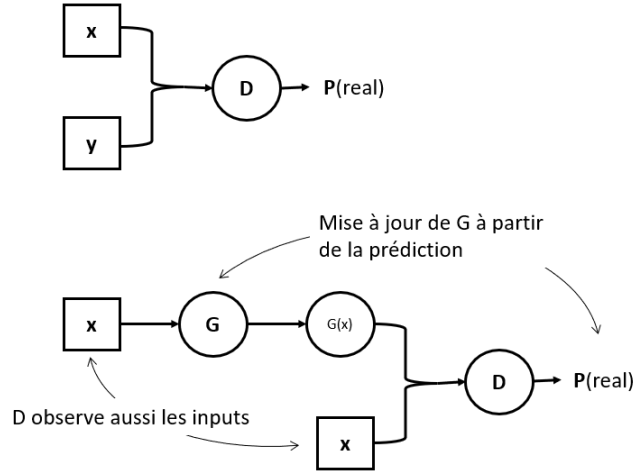 x
D
P(real)
y
Mise à jour de G à partir
de la prédiction
x
G
G(x)
D
P(real)
D observe aussi les inputs
x